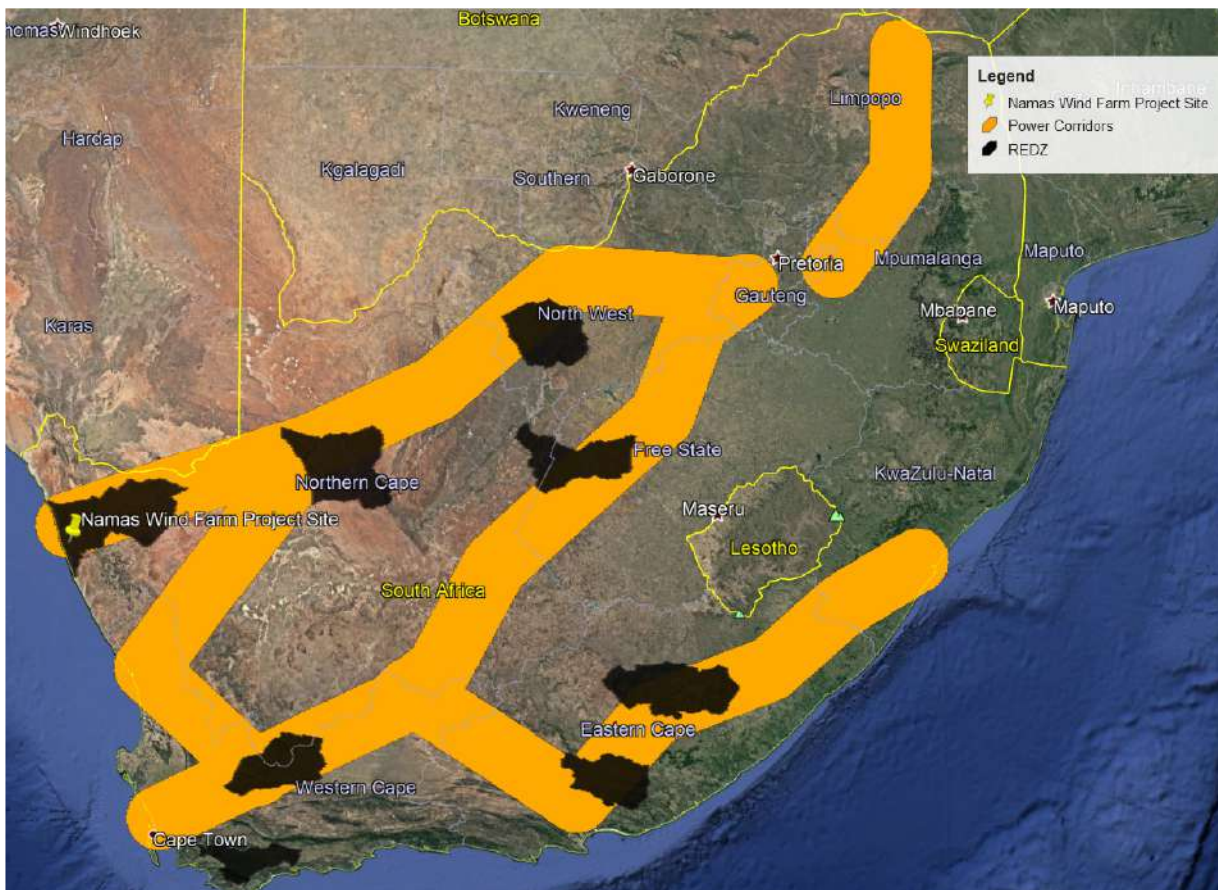 Botswana
Windhoek
Legend
Namas Wind Farm Project Site
Power Corridors
REDZ
Limpopo
Kweneng
Hardap
Kgalagadi
Southern
Gaborone
Pretoria
Mpumalanga
Maputo
Gauteng
Karas
North West
Mbabane
Maputo
Swaziland
Free State
Northern Cape
KwaZulu-Natal
Namas Wind Farm Project Site
Maseru
Lesotho
South Africa
Eastern Cape
Western Cape
Cape Town